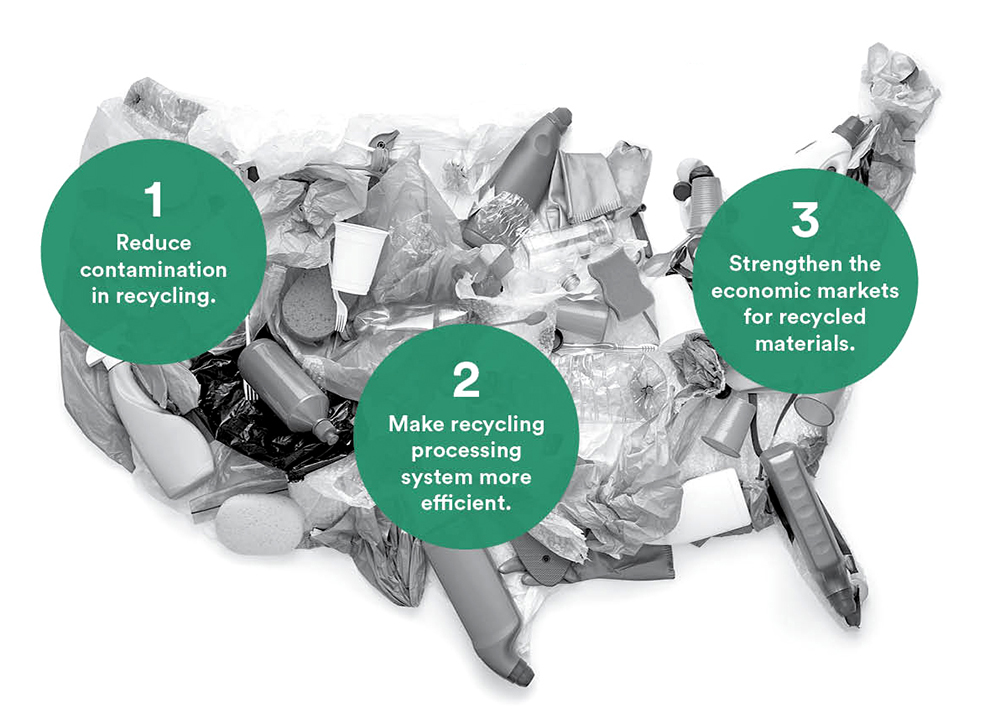 1
Reduce
contamination
in recycling.
2
Make recycling
processing
system more
efficient.
3
Strengthen the
economic markets
for recycled
materials.